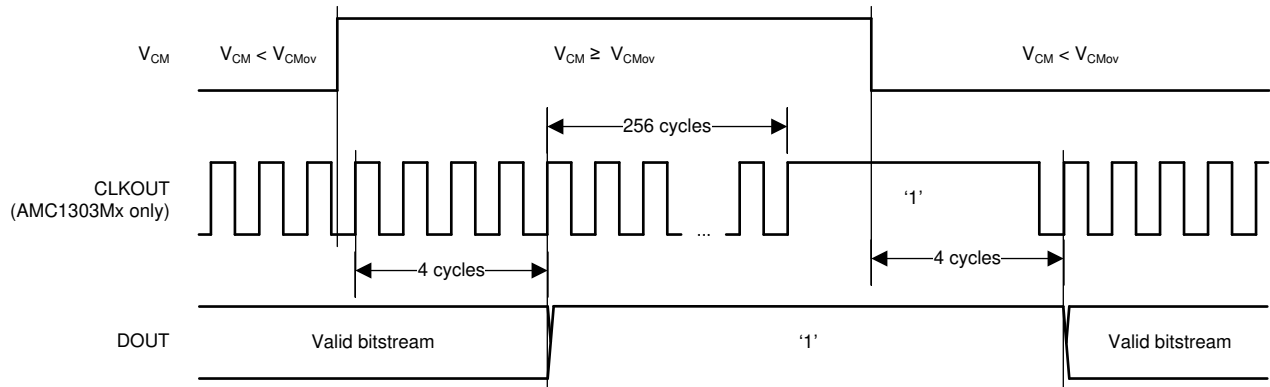 V_CM
V_CM < V_CMov
V_CM ≥ V_CMov
V_CM < V_CMov
256 cycles
CLKOUT
(AMC1303Mx only)
...
‘1’
4 cycles
4 cycles
DOUT
Valid bitstream
‘1’
Valid bitstream